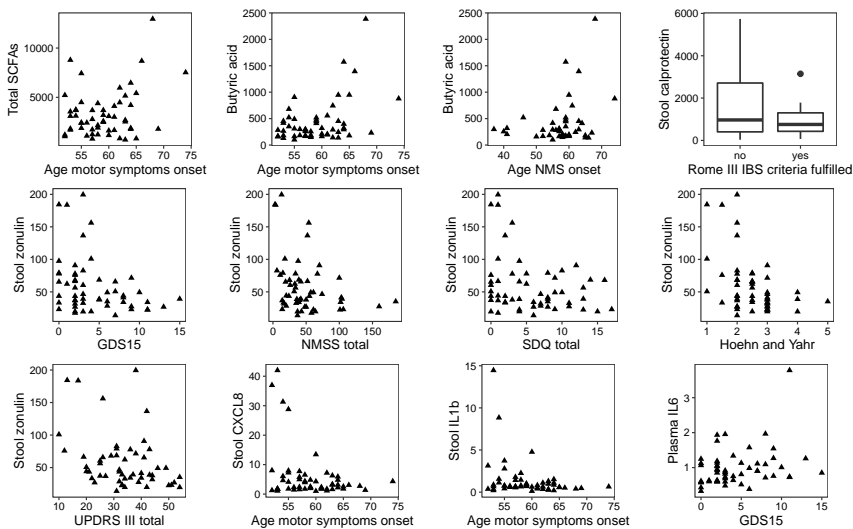 Total SCFAs
10000
5000
55 60 65 70 75
Age motor symptoms onset
Butyric acid
2500
2000
1500
1000
500
0
55 60 65 70 75
Age motor symptoms onset
Butyric acid
2500
2000
1500
1000
500
0
40 50 60 70
Age NMS onset
Stool calprotectin
6000
4000
2000
0
no yes
Rome III IBS criteria fulfilled
Stool zonulin
200
150
100
50
0 5 10 15
GDS15
Stool zonulin
200
150
100
50
0 50 100 150
NMSS total
Stool zonulin
200
150
100
50
0 5 10 15
SDQ total
Stool zonulin
200
150
100
50
1 2 3 4 5
Hoehn and Yahr
Stool zonulin
200
150
100
50
10 20 30 40 50
UPDRS III total
Stool CXCL8
40
30
20
10
0
55 60 65 70 75
Age motor symptoms onset
Stool IL1b
15
10
5
0
55 60 65 70 75
Age motor symptoms onset
Plasma IL6
3
2
1
0 5 10 15
GDS15